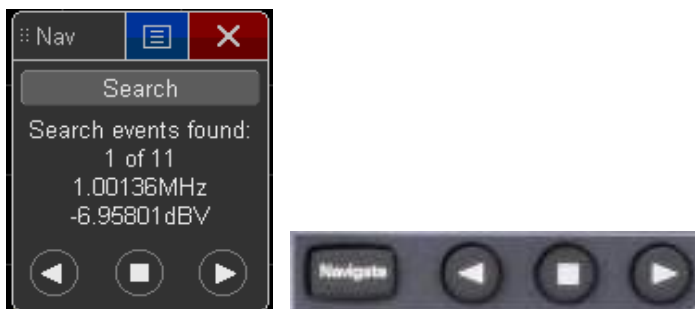 Nav
Search
Search events found:
1 of 11
1.00136MHz
-6.95801dBV
Navigate